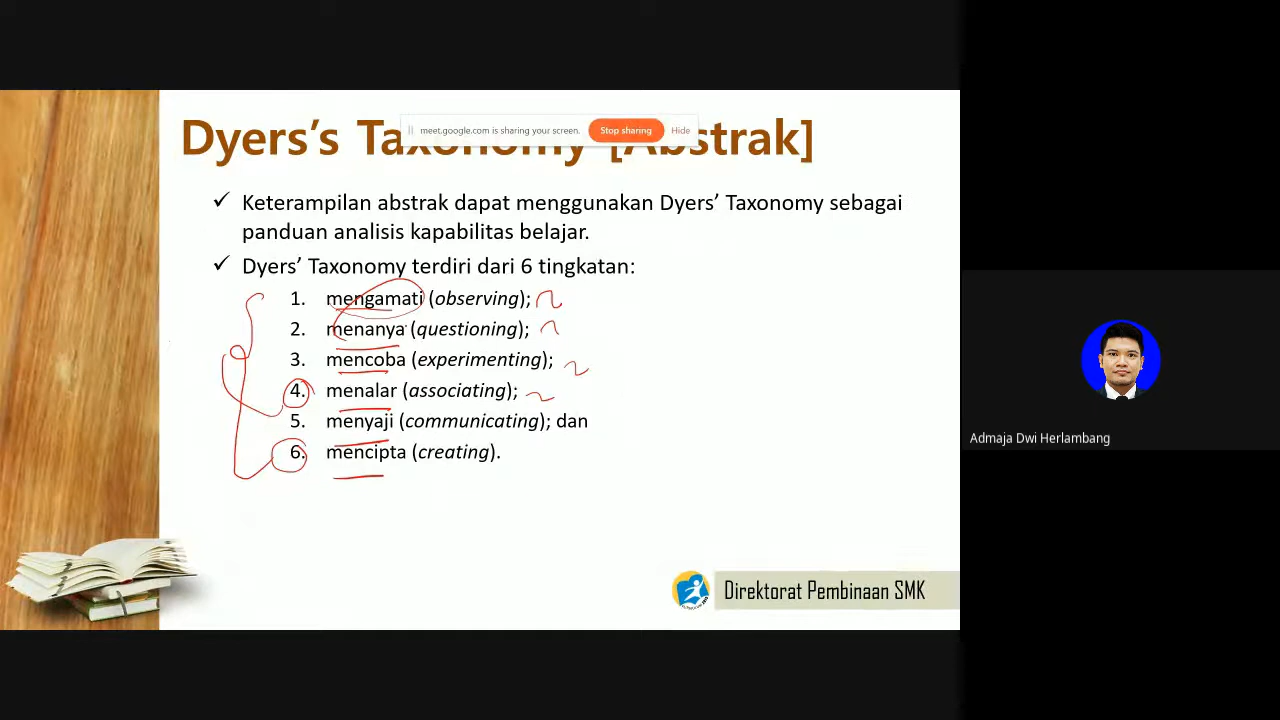 Dyers's Taxonomy [Abstrak]
meet.google.com is sharing your screen. Stop sharing Hide
✓ Keterampilan abstrak dapat menggunakan Dyers’ Taxonomy sebagai
panduan analisis kapabilitas belajar.
✓ Dyers’ Taxonomy terdiri dari 6 tingkatan:
1. mengamati (observing);
2. menanya (questioning);
3. mencoba (experimenting);
4. menalar (associating);
5. menyaji (communicating); dan
6. mencipta (creating).
Admaja Dwi Herlambang
Direktorat Pembinaan SMK